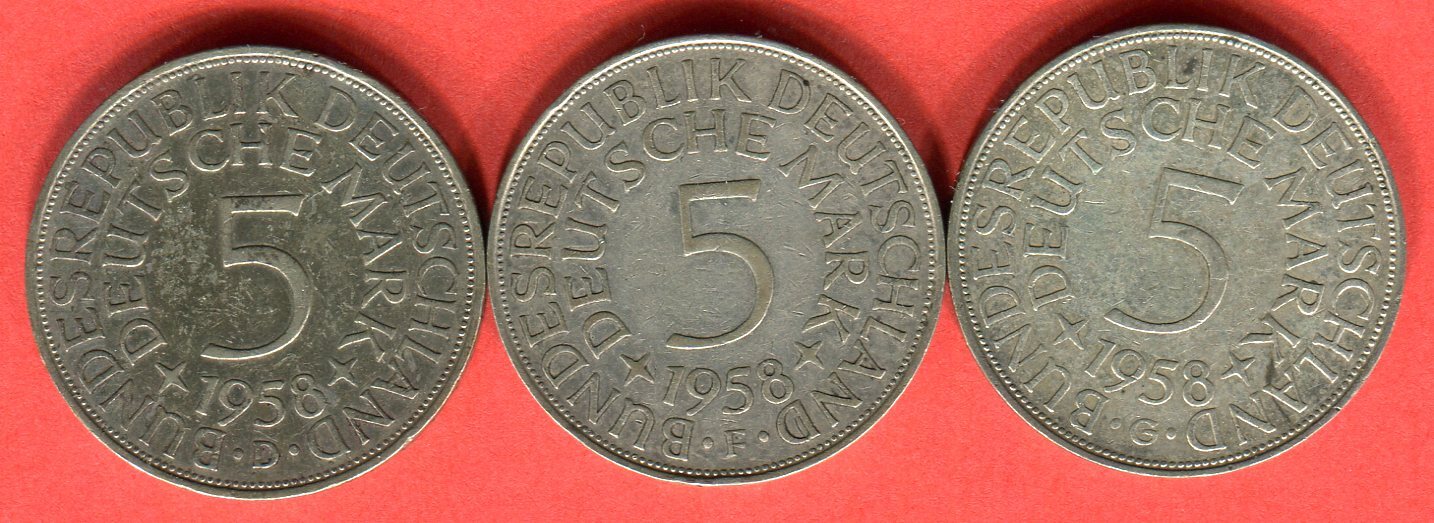 BUNDESREPUBLIK DEUTSCHLAND
DEUTSCHE MARK
5
1958
· D ·
BUNDESREPUBLIK DEUTSCHLAND
DEUTSCHE MARK
5
1958
· F ·
BUNDESREPUBLIK DEUTSCHLAND
DEUTSCHE MARK
5
1958
· G ·